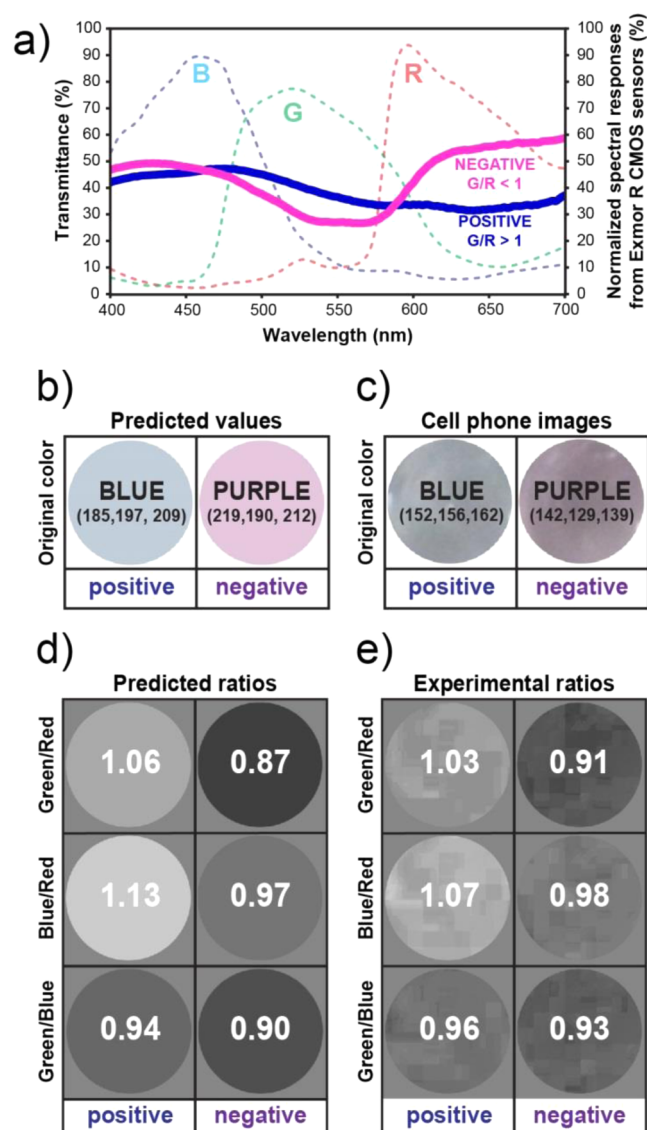 a)
100
90
80
70
60
50
40
30
20
10
0
Transmittance (%)
B
G
R
NEGATIVE
G/R < 1
POSITIVE
G/R > 1
100
90
80
70
60
50
40
30
20
10
0
Normalized spectral responses
from Exmor R CMOS sensors (%)
400 450 500 550 600 650 700
Wavelength (nm)
b)
Predicted values
Original color
BLUE
(185,197, 209)
PURPLE
(219,190, 212)
positive negative
c)
Cell phone images
Original color
BLUE
(152,156,162)
PURPLE
(142,129,139)
positive negative
d)
Predicted ratios
Green/Red
1.06 0.87
Blue/Red
1.13 0.97
Green/Blue
0.94 0.90
positive negative
e)
Experimental ratios
Green/Red
1.03 0.91
Blue/Red
1.07 0.98
Green/Blue
0.96 0.93
positive negative